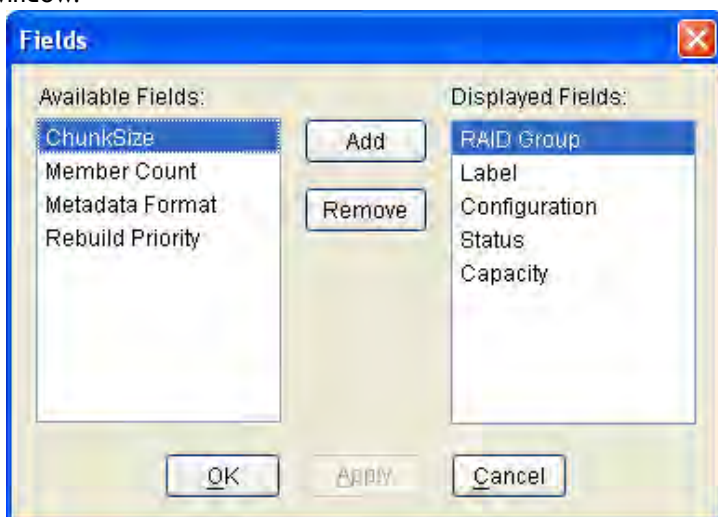 Fields
Available Fields:
ChunkSize
Member Count
Metadata Format
Rebuild Priority
Add
Remove
Displayed Fields:
RAID Group
Label
Configuration
Status
Capacity
OK
Apply
Cancel